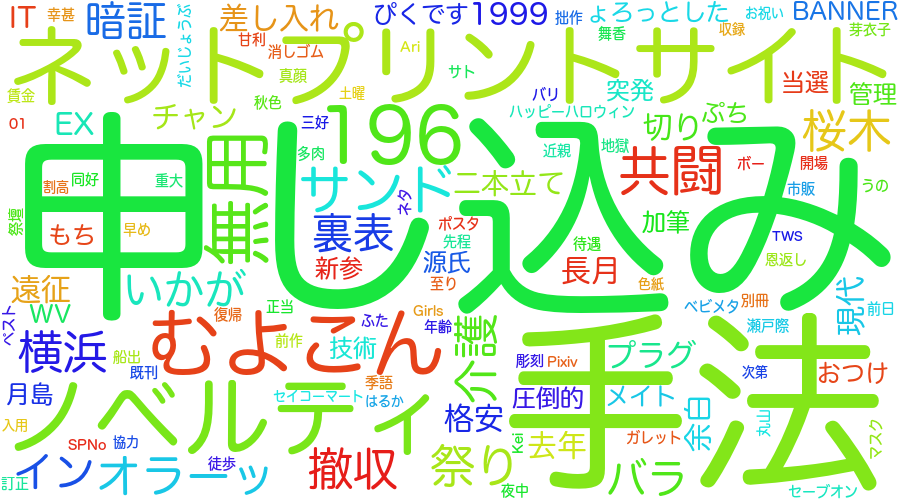 IT
幸甚
暗証
だいじょうぶ
差し入れ
ぴくです
1999
拙作
ょろっとした
お祝い
BANNER
ネットプリントサイト
甘利
消しゴム
真顔
Ari
サト
舞香
収録
芽衣子
賃金
土曜
当選
管理
01
EX
チャン
秋色
196
バリ
ハッピーハロウィン
突発
ぷち
切り
桜木
三好
多肉
無用
申し込み
サンド
二本立て
近親
地獄
共闘
ボー
開場
市販
うの
割高
同好
重大
祭壇
もち
早め
裏表
ネタ
ポスタ
先程
加筆
待遇
TWS
恩返し
新参
源氏
至り
長月
色紙
遠征
いかが
WV
正当
復帰
ふた
Girls
年齢
ベスト
横浜
むよこん
前作
技術
介護
ベビメタ
別冊
瀬戸際
現代
前日
船出
既刊
彫刻
Pixiv
プラグ
手法
次第
おつけ
月島
ノベルティ
セイコーマート
季語
はるか
圧倒的
メイト
格安
余白
丸山
入用
SPNo
協力
Kei
去年
ガレット
マスク
訂正
イン
オラーッ
徒歩
撤収
祭り
夜中
バラ
セーブオン